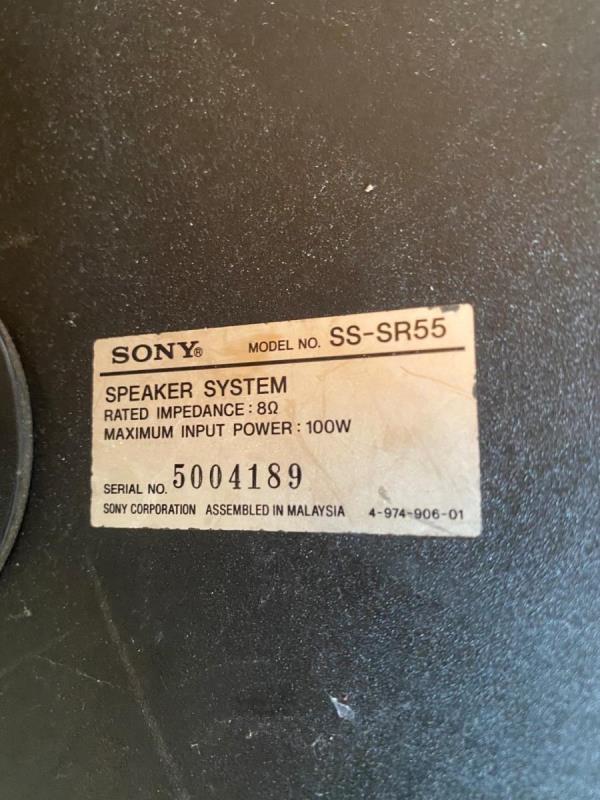 SONY® MODEL NO. SS-SR55
SPEAKER SYSTEM
RATED IMPEDANCE : 8Ω
MAXIMUM INPUT POWER : 100W
SERIAL NO. 5004189
SONY CORPORATION ASSEMBLED IN MALAYSIA 4-974-906-01